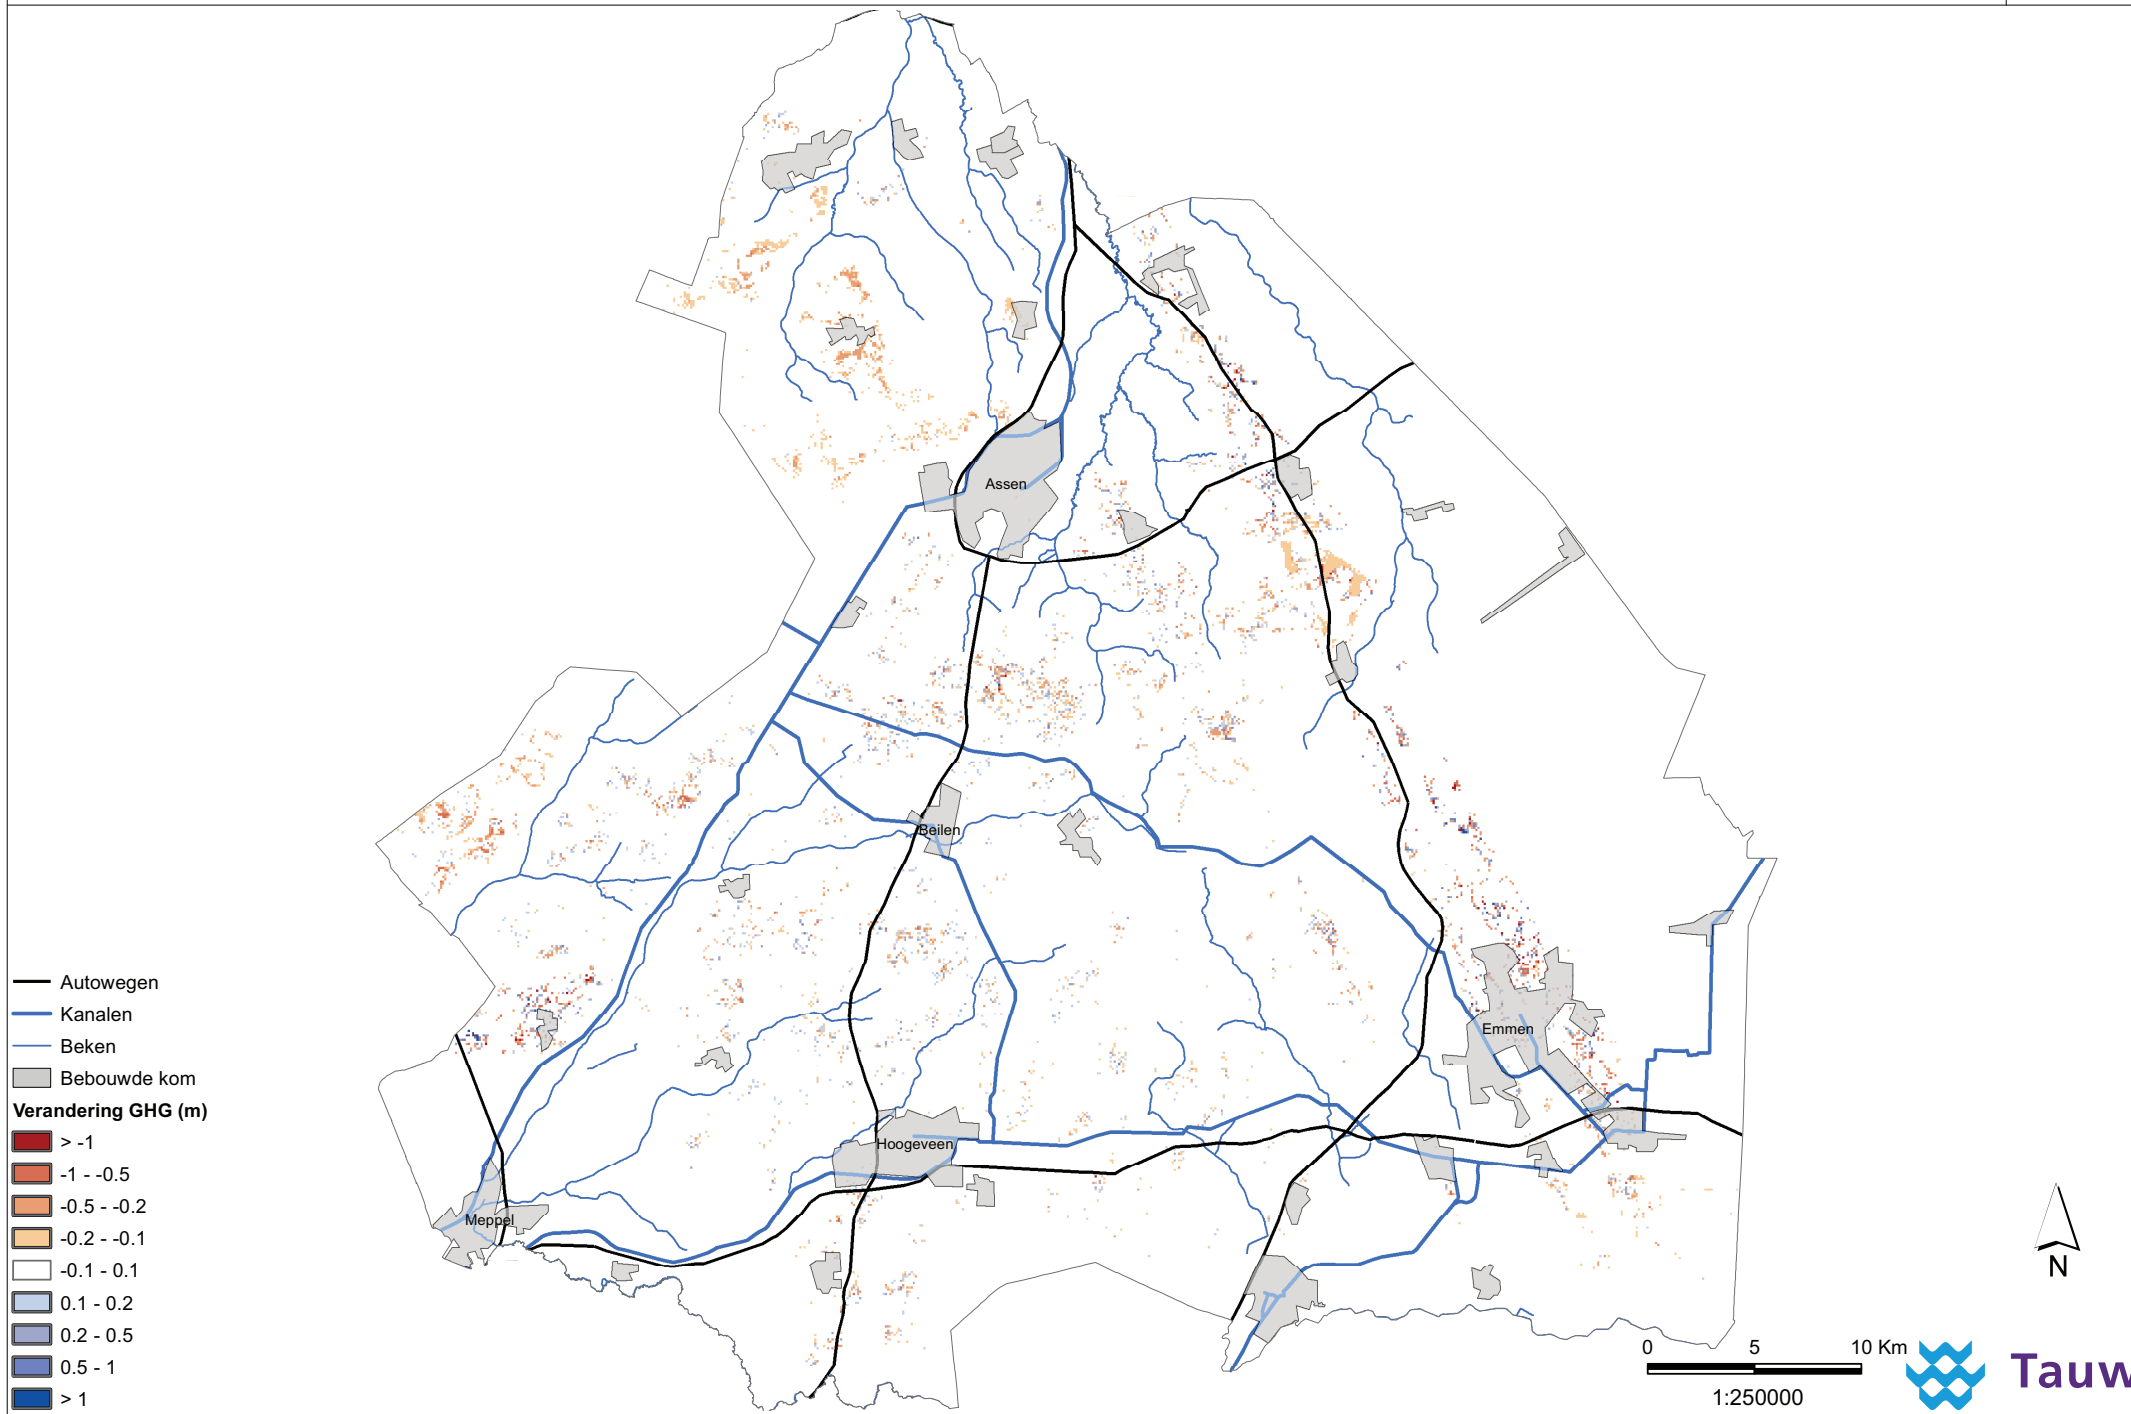 Assen
Beilen
Emmen
Hoogeveen
Meppel
Autowegen
Kanalen
Beken
Bebouwde kom
Verandering GHG (m)
> -1
-1 - -0.5
-0.5 - -0.2
-0.2 - -0.1
-0.1 - 0.1
0.1 - 0.2
0.2 - 0.5
0.5 - 1
> 1
N
0 5 10 Km
1:250000
Tauw